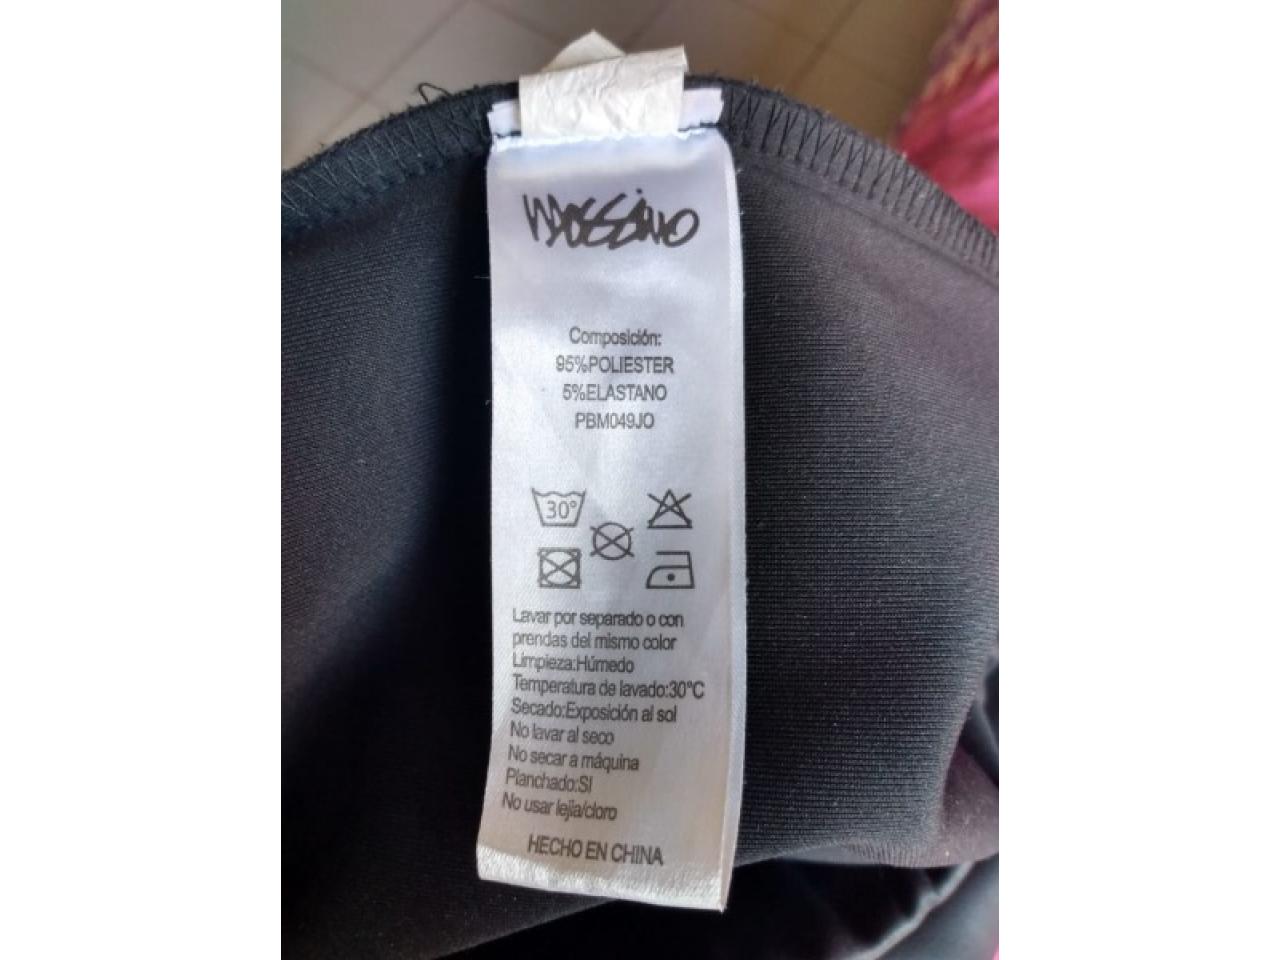 Mossimo
Composición:
95%POLIESTER
5%ELASTANO
PBM049JO
30°
Lavar por separado o con
prendas del mismo color
Limpieza:Húmedo
Temperatura de lavado:30°C
Secado:Exposición al sol
No lavar al seco
No secar a máquina
Planchado:SI
No usar lejia/cloro
HECHO EN CHINA